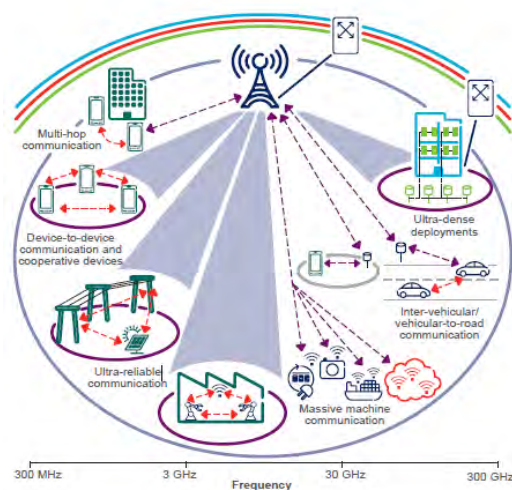 Multi-hop
communication
Device-to-device
communication and
cooperative devices
Ultra-dense
deployments
Inter-vehicular/
vehicular-to-road
communication
Ultra-reliable
communication
Massive machine
communication
300 MHz
3 GHz
30 GHz
300 GHz
Frequency